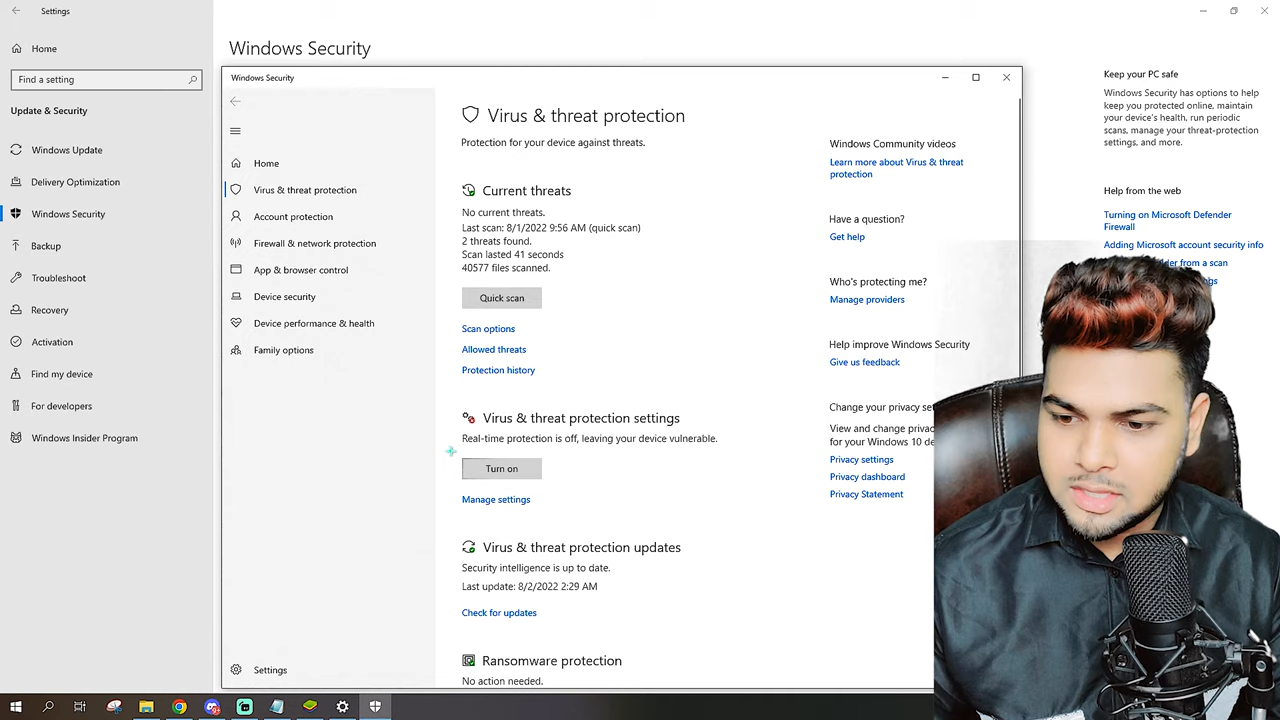 Settings
Home
Find a setting
Update & Security
Windows Update
Delivery Optimization
Windows Security
Backup
Troubleshoot
Recovery
Activation
Find my device
For developers
Windows Insider Program
Windows Security
Windows Security
Home
Virus & threat protection
Account protection
Firewall & network protection
App & browser control
Device security
Device performance & health
Family options
Settings
Virus & threat protection
Protection for your device against threats.
Current threats
No current threats.
Last scan: 8/1/2022 9:56 AM (quick scan)
2 threats found.
Scan lasted 41 seconds
40577 files scanned.
Quick scan
Scan options
Allowed threats
Protection history
Virus & threat protection settings
Real-time protection is off, leaving your device vulnerable.
Turn on
Manage settings
Virus & threat protection updates
Security intelligence is up to date.
Last update: 8/2/2022 2:29 AM
Check for updates
Ransomware protection
No action needed.
Windows Community videos
Learn more about Virus & threat
protection
Have a question?
Get help
Who's protecting me?
Manage providers
Help improve Windows Security
Give us feedback
Change your privacy
View and change
for your Windows 10
Privacy settings
Privacy dashboard
Privacy Statement
Keep your PC safe
Windows Security has options to help
keep you protected online, maintain
your device's health, run periodic
scans, manage your threat-protection
settings, and more.
Help from the web
Turning on Microsoft Defender
Firewall
Adding Microsoft account security info
from a scan